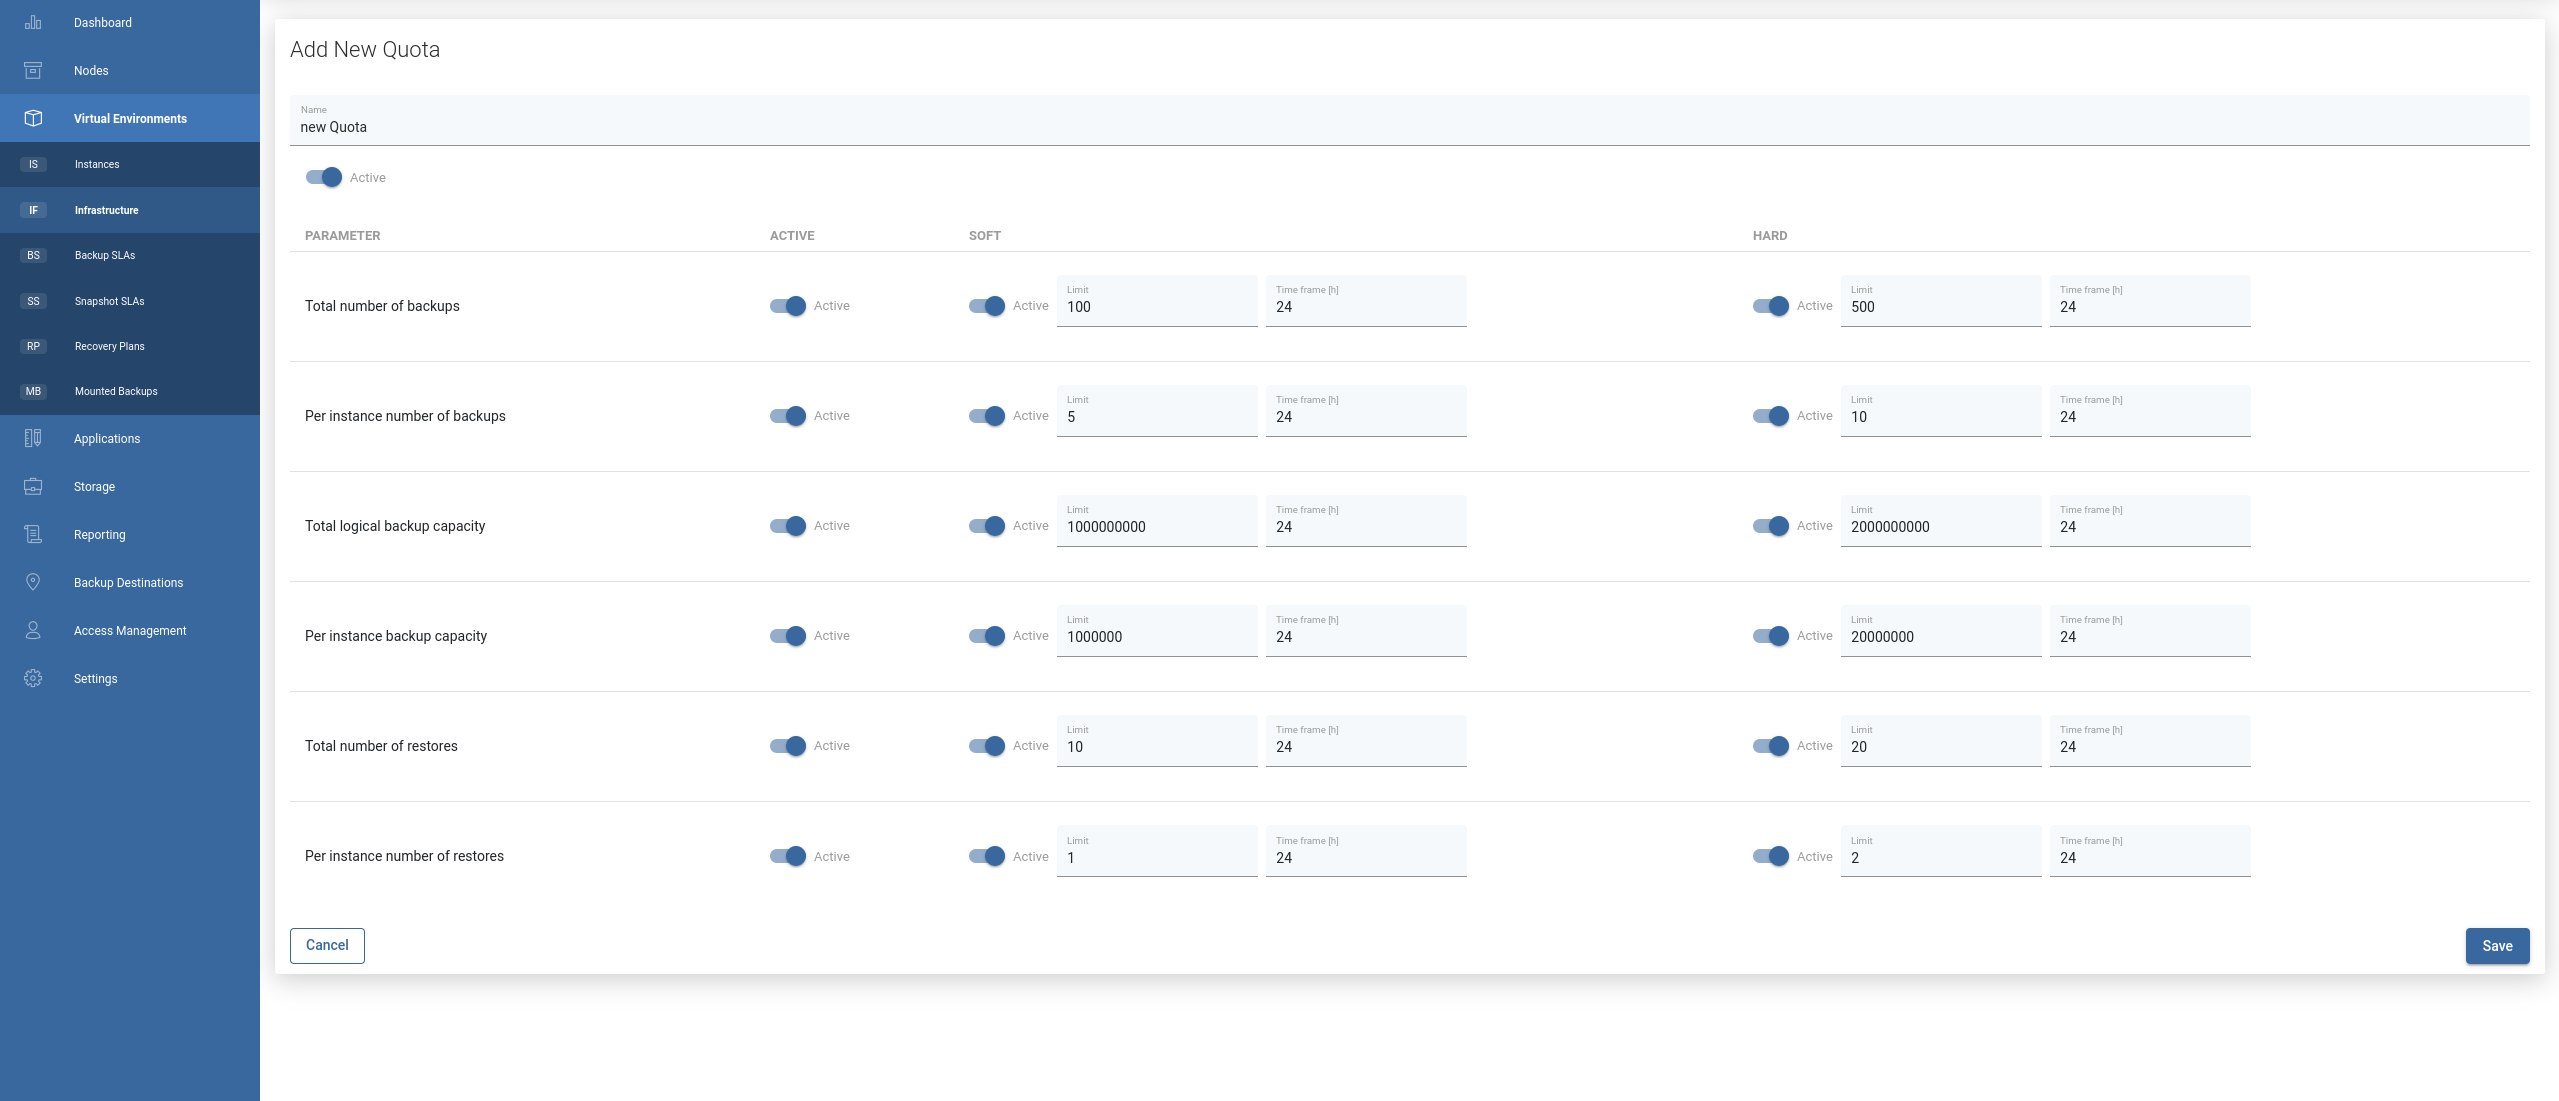 Dashboard
Nodes
Virtual Environments
IS Instances
IF Infrastructure
BS Backup SLAs
SS Snapshot SLAs
RP Recovery Plans
MB Mounted Backups
Applications
Storage
Reporting
Backup Destinations
Access Management
Settings
Add New Quota
Name
new Quota
Active
PARAMETER ACTIVE SOFT HARD
Limit Time frame [h] Limit Time frame [h]
Total number of backups Active Active 100 24 Active 500 24
Limit Time frame [h] Limit Time frame [h]
Per instance number of backups Active Active 5 24 Active 10 24
Limit Time frame [h] Limit Time frame [h]
Total logical backup capacity Active Active 1000000000 24 Active 2000000000 24
Limit Time frame [h] Limit Time frame [h]
Per instance backup capacity Active Active 1000000 24 Active 20000000 24
Limit Time frame [h] Limit Time frame [h]
Total number of restores Active Active 10 24 Active 20 24
Limit Time frame [h] Limit Time frame [h]
Per instance number of restores Active Active 1 24 Active 2 24
Cancel Save